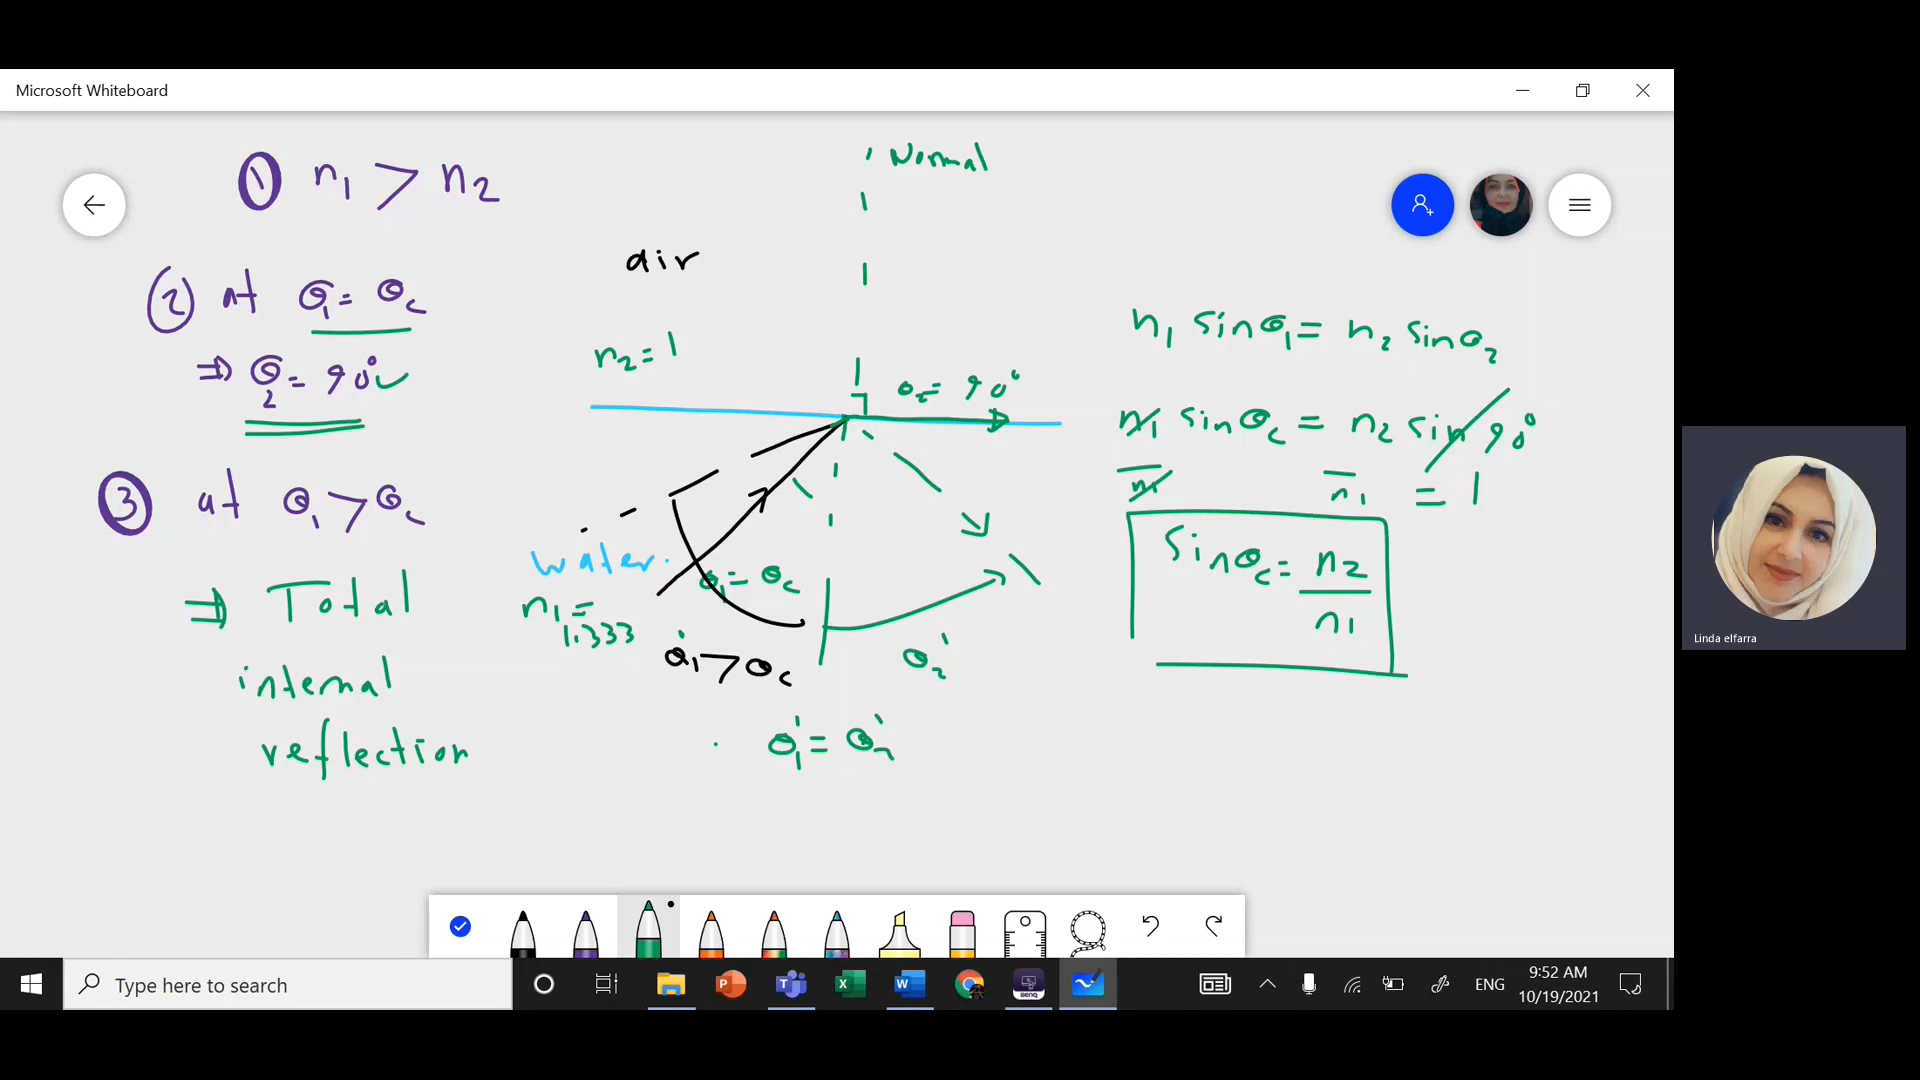 Microsoft Whiteboard
① n₁ > n₂
② at θ₁ = θc
⇒ θ₂ = 90°
③ at θ₁ > θc
⇒ Total
internal
reflection
Normal
air
n₂ = 1
θ₂ = 90°
water
n₁ =
1.333
θ₁ = θc
θ₁' > θc
θ₂'
θ₁' = θ₂'
n₁ sinθ₁ = n₂ sinθ₂
n₁ sinθc = n₂ sin 90°
n₁ n₁ = 1
sinθc = n₂
n₁
Linda elfarra
Type here to search
ENG
9:52 AM
10/19/2021
BENQ